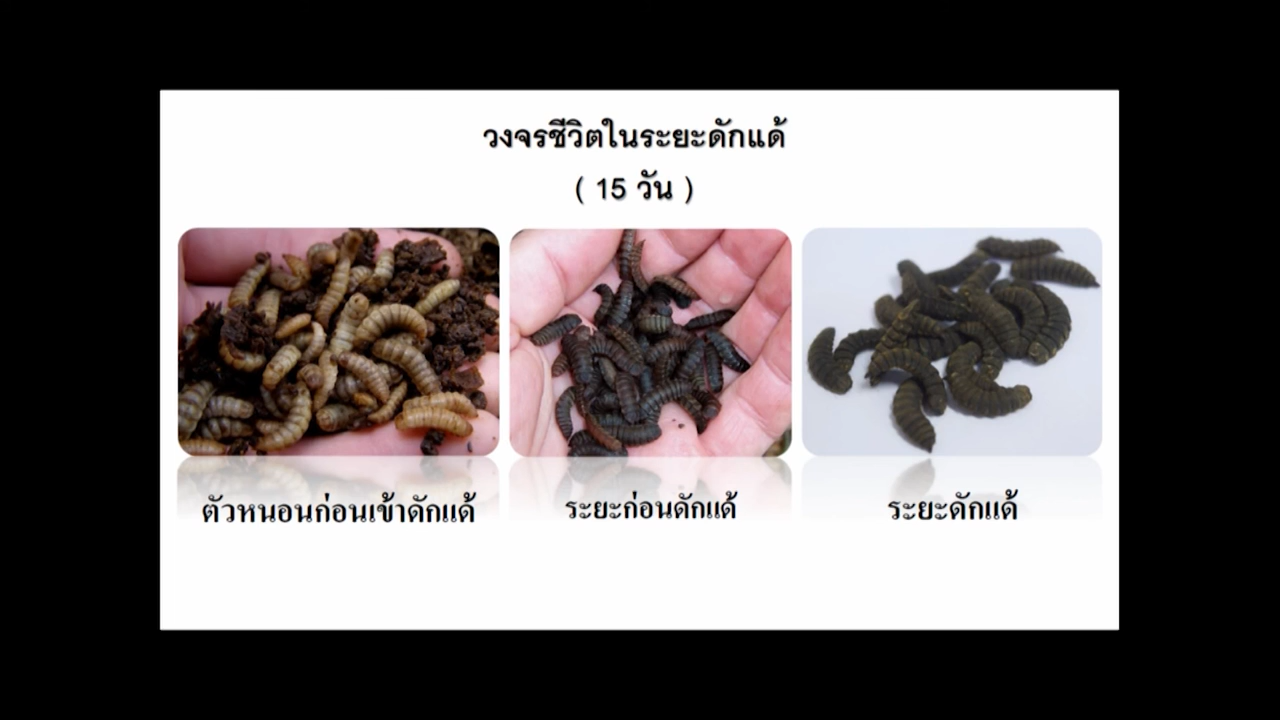 วงจรชีวิตในระยะดักแด้
( 15 วัน )
ตัวหนอนก่อนเข้าดักแด้
ระยะก่อนดักแด้
ระยะดักแด้